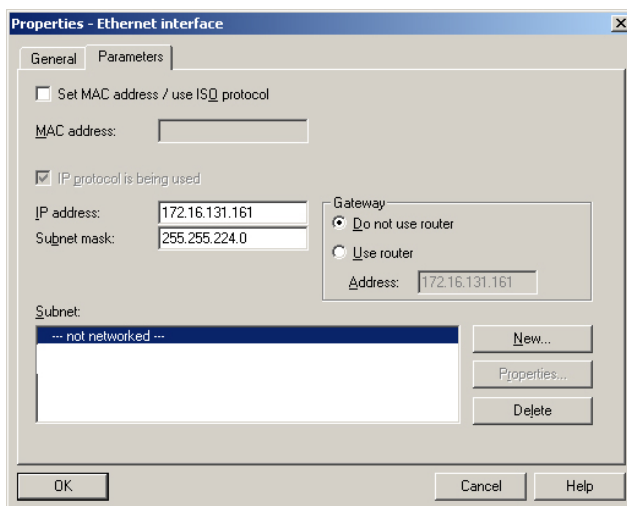 Properties - Ethernet interface
General
Parameters
Set MAC address / use ISO protocol
MAC address:
IP protocol is being used
IP address: 172.16.131.161
Subnet mask: 255.255.224.0
Gateway
Do not use router
Use router
Address: 172.16.131.161
Subnet:
--- not networked ---
New...
Properties...
Delete
OK
Cancel
Help